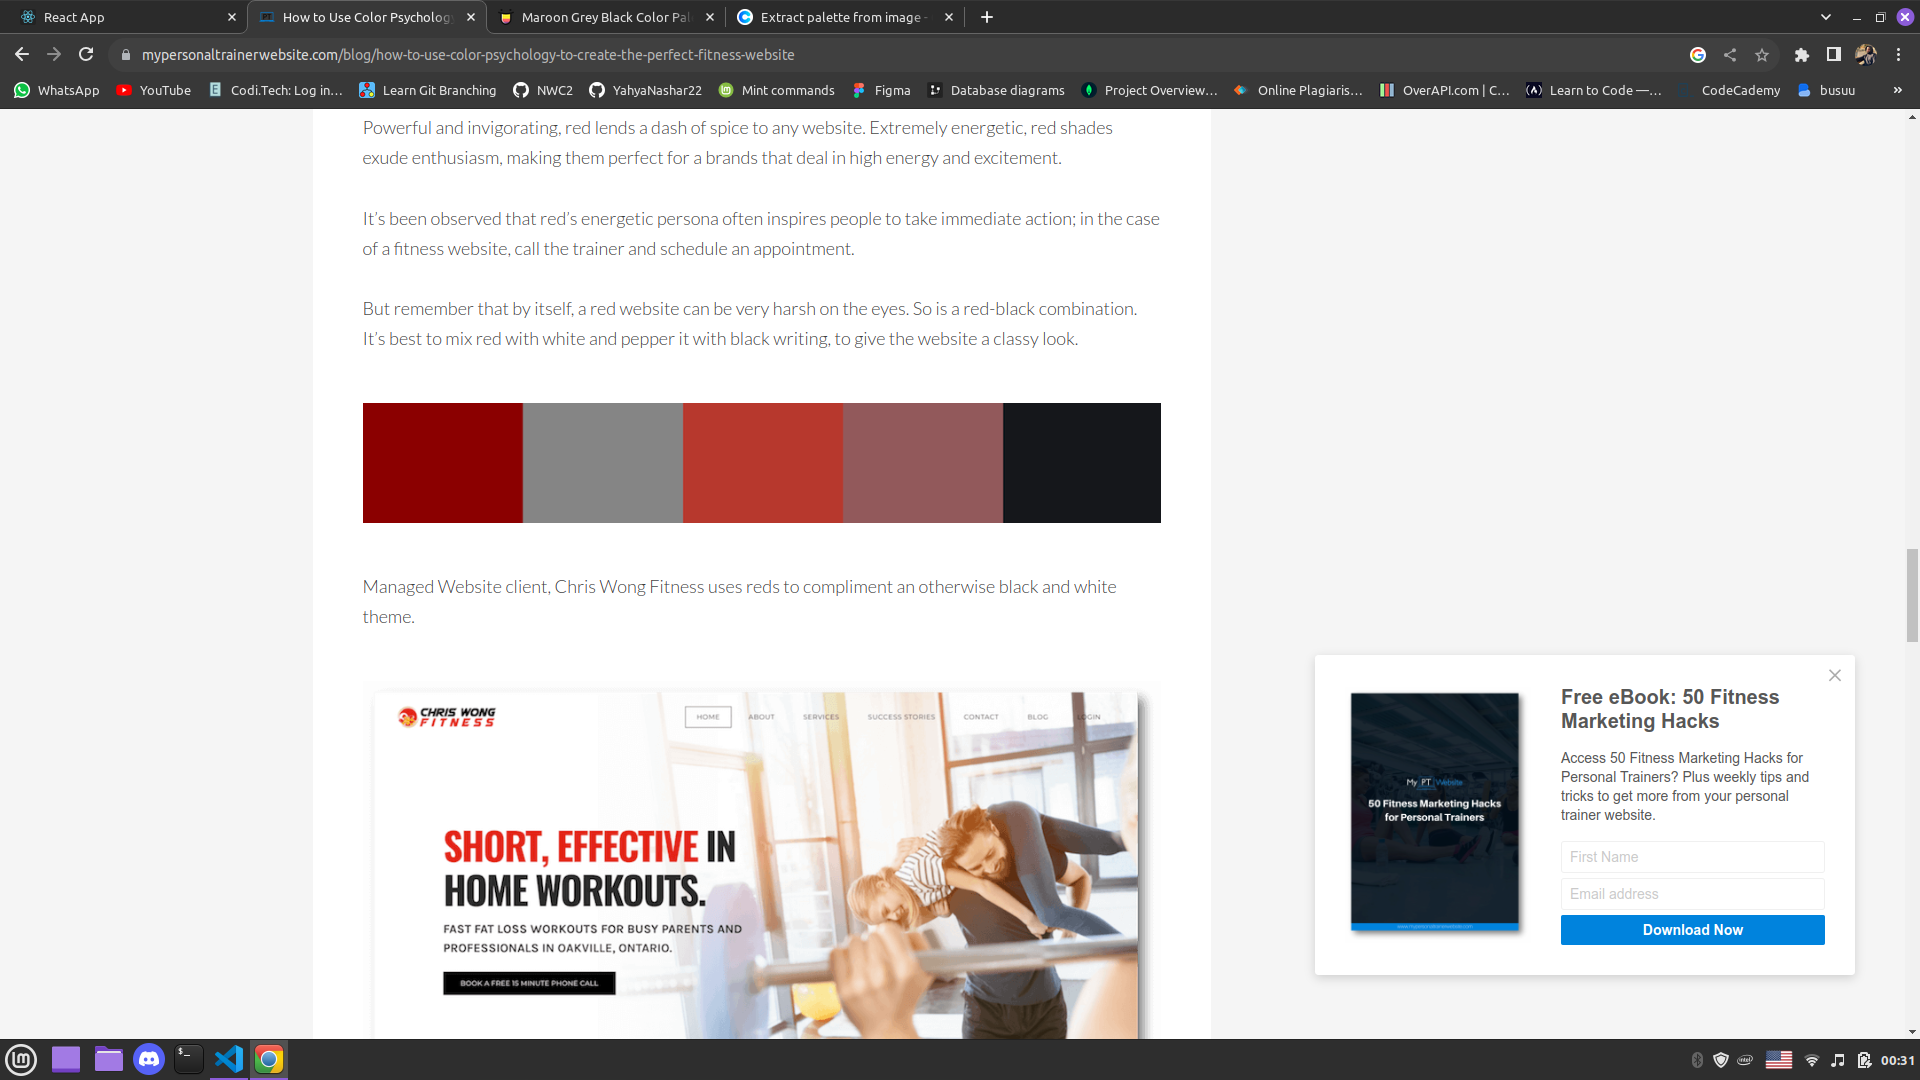 React App
How to Use Color Psycholog
Maroon Grey Black Color Pal
Extract palette from image -
mypersonaltrainerwebsite.com/blog/how-to-use-color-psychology-to-create-the-perfect-fitness-website
WhatsApp
YouTube
Codi.Tech: Log in...
Learn Git Branching
NWC2
YahyaNashar22
Mint commands
Figma
Database diagrams
Project Overview...
Online Plagiaris...
OverAPI.com | C...
Learn to Code —...
CodeCademy
busuu
»
Powerful and invigorating, red lends a dash of spice to any website. Extremely energetic, red shades
exude enthusiasm, making them perfect for a brands that deal in high energy and excitement.
It’s been observed that red’s energetic persona often inspires people to take immediate action; in the case
of a fitness website, call the trainer and schedule an appointment.
But remember that by itself, a red website can be very harsh on the eyes. So is a red-black combination.
It’s best to mix red with white and pepper it with black writing, to give the website a classy look.
Managed Website client, Chris Wong Fitness uses reds to compliment an otherwise black and white
theme.
CHRIS WONG
FITNESS
HOME
ABOUT
SERVICES
SUCCESS STORIES
CONTACT
BLOG
LOGIN
SHORT, EFFECTIVE IN
HOME WORKOUTS.
FAST FAT LOSS WORKOUTS FOR BUSY PARENTS AND
PROFESSIONALS IN OAKVILLE, ONTARIO.
BOOK A FREE 15 MINUTE PHONE CALL
My PT Website
50 Fitness Marketing Hacks
for Personal Trainers
www.mypersonaltrainerwebsite.com
Free eBook: 50 Fitness
Marketing Hacks
Access 50 Fitness Marketing Hacks for
Personal Trainers? Plus weekly tips and
tricks to get more from your personal
trainer website.
First Name
Email address
Download Now
00:31